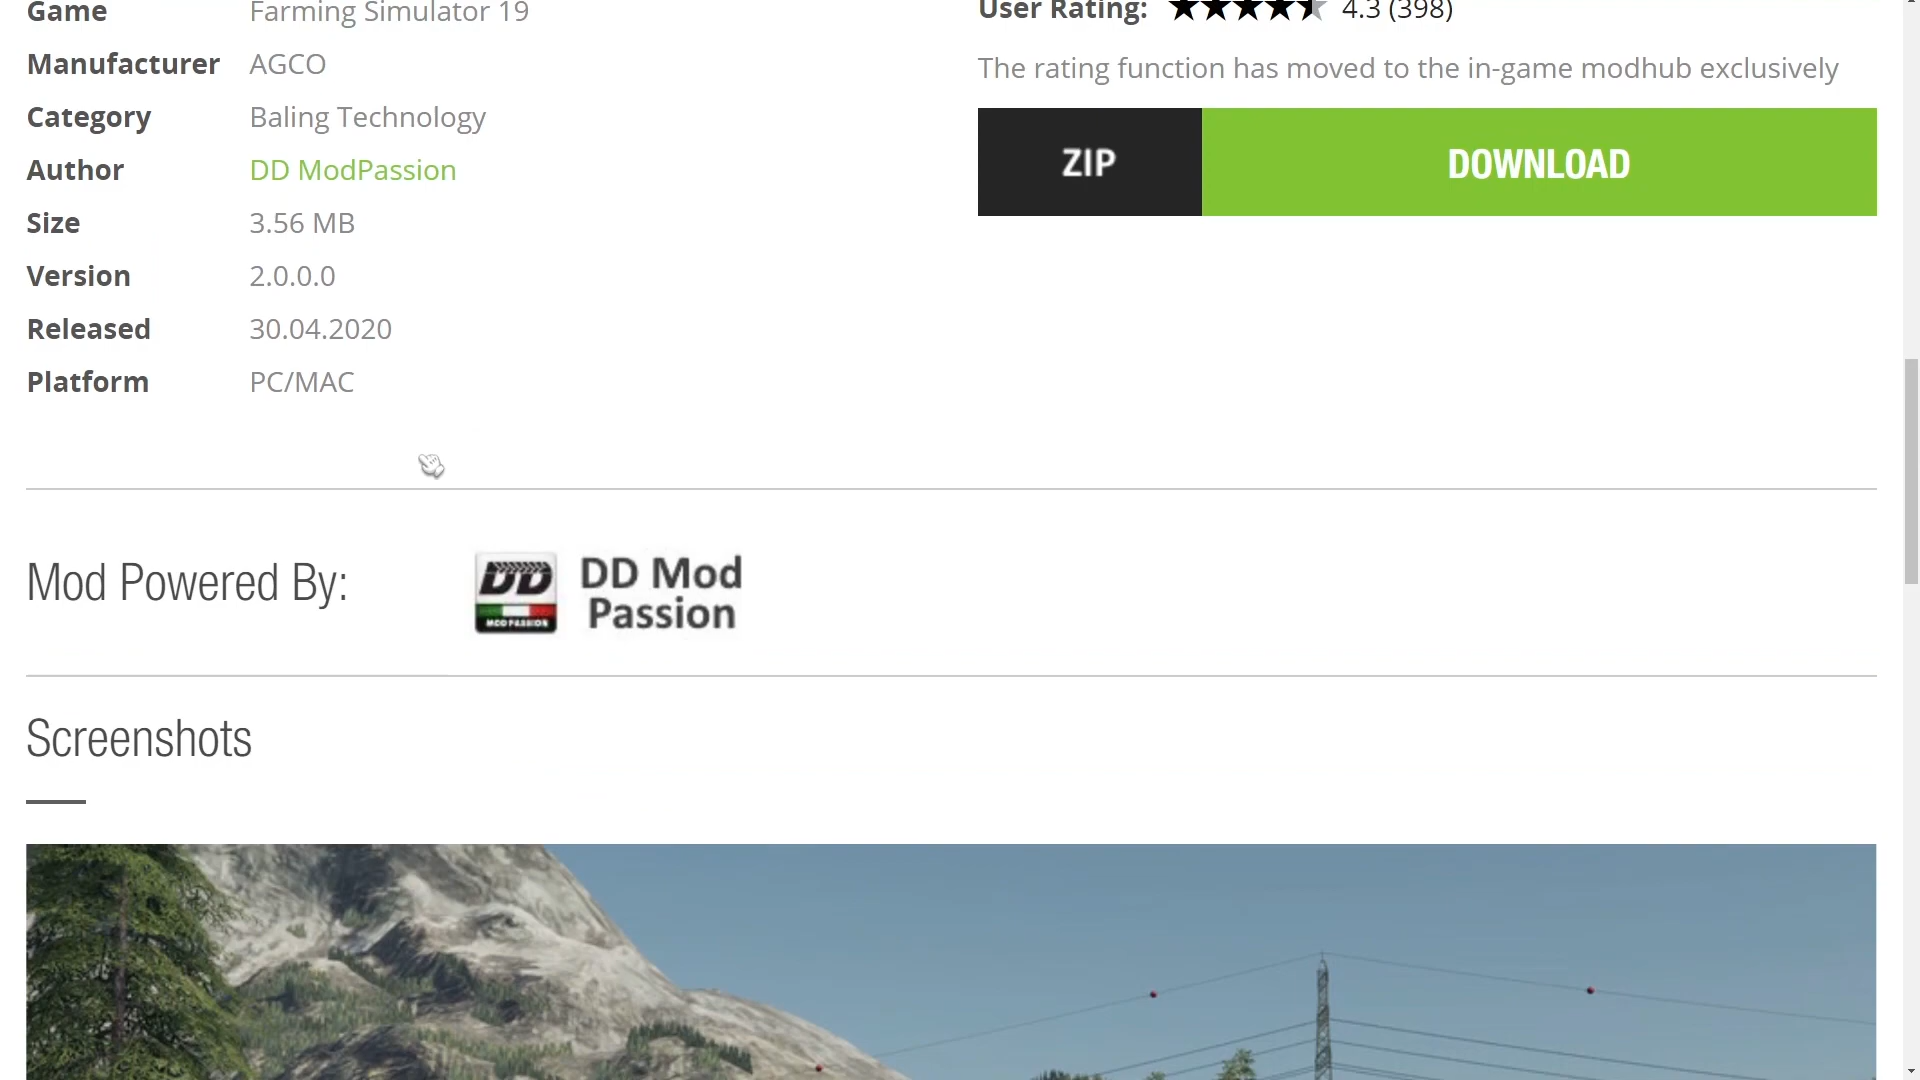 Game Farming Simulator 19
Manufacturer AGCO
Category Baling Technology
Author DD ModPassion
Size 3.56 MB
Version 2.0.0.0
Released 30.04.2020
Platform PC/MAC
User Rating: 4.3 (398)
The rating function has moved to the in-game modhub exclusively
ZIP DOWNLOAD
Mod Powered By:
DD
MOD PASSION
DD Mod
Passion
Screenshots